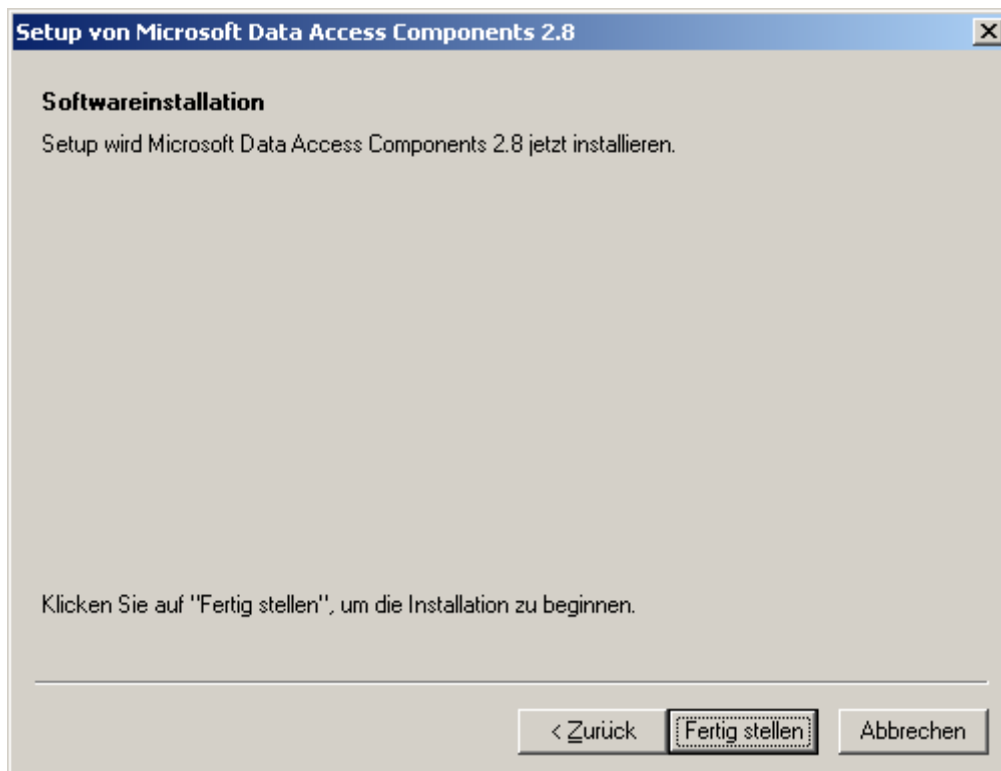 Setup von Microsoft Data Access Components 2.8
Softwareinstallation
Setup wird Microsoft Data Access Components 2.8 jetzt installieren.
Klicken Sie auf "Fertig stellen", um die Installation zu beginnen.
< Zurück Fertig stellen Abbrechen